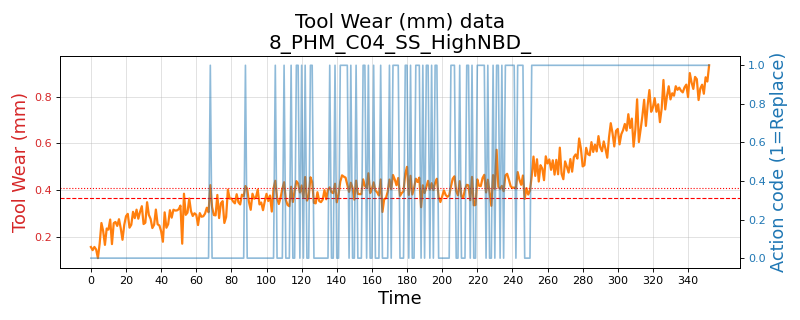 Tool Wear (mm) data
8_PHM_C04_SS_HighNBD_
Tool Wear (mm)
0.8
0.6
0.4
0.2
1.0
0.8
0.6
0.4
0.2
0.0
Action code (1=Replace)
0 20 40 60 80 100 120 140 160 180 200 220 240 260 280 300 320 340
Time